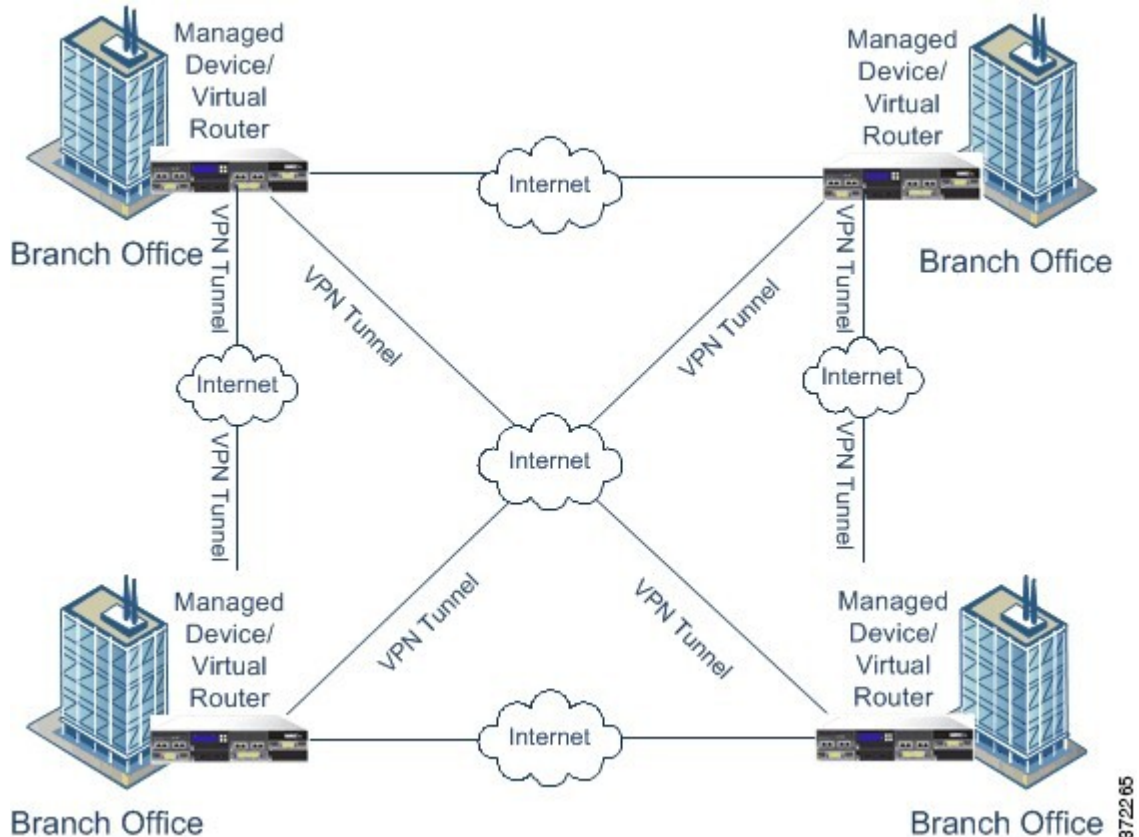 Managed
Device/
Virtual
Router
Managed
Device/
Virtual
Router
Internet
Branch Office
Branch Office
VPN Tunnel
VPN Tunnel
VPN Tunnel
VPN Tunnel
Internet
Internet
VPN Tunnel
VPN Tunnel
Internet
VPN Tunnel
VPN Tunnel
Managed
Device/
Virtual
Router
Managed
Device/
Virtual
Router
Internet
Branch Office
Branch Office
372265